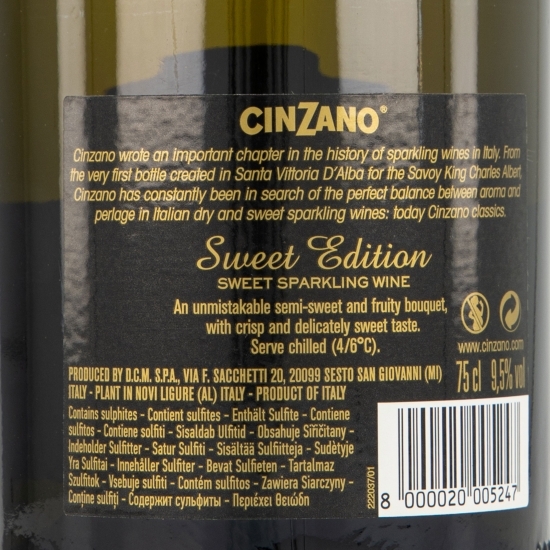 CINZANO®
Cinzano wrote an important chapter in the history of sparkling wines in Italy. From
the very first bottle created in Santa Vittoria D'Alba for the Savoy King Charles Albert,
Cinzano has constantly been in search of the perfect balance between aroma and
perlage in Italian dry and sweet sparkling wines: today Cinzano classics.
Sweet Edition
SWEET SPARKLING WINE
An unmistakable semi-sweet and fruity bouquet,
with crisp and delicately sweet taste.
Serve chilled (4/6°C).
www.cinzano.com
PRODUCED BY D.C.M. S.P.A., VIA F. SACCHETTI 20, 20099 SESTO SAN GIOVANNI (MI)
ITALY - PLANT IN NOVI LIGURE (AL) ITALY - PRODUCT OF ITALY
75 cl 9,5% vol
Contains sulphites - Contient sulfites - Enthält Sulfite - Contiene
sulfitos - Contiene solfiti - Sisaldab Ulfitid - Obsahuje Siřičitany -
Indeholder Sulfitter - Satur Sulfiti - Sisältää Sulfiitteja - Sudėtyje
Yra Sulfitai - Innehåller Sulfiter - Bevat Sulfieten - Tartalmaz
Szulfitok - Vsebuje sulfiti - Contém sulfitos - Zawiera Siarczyny -
Conţine sulfiţi - Содержит сульфиты - Περιέχει Θειώδη
222037/01
8 000020 005247